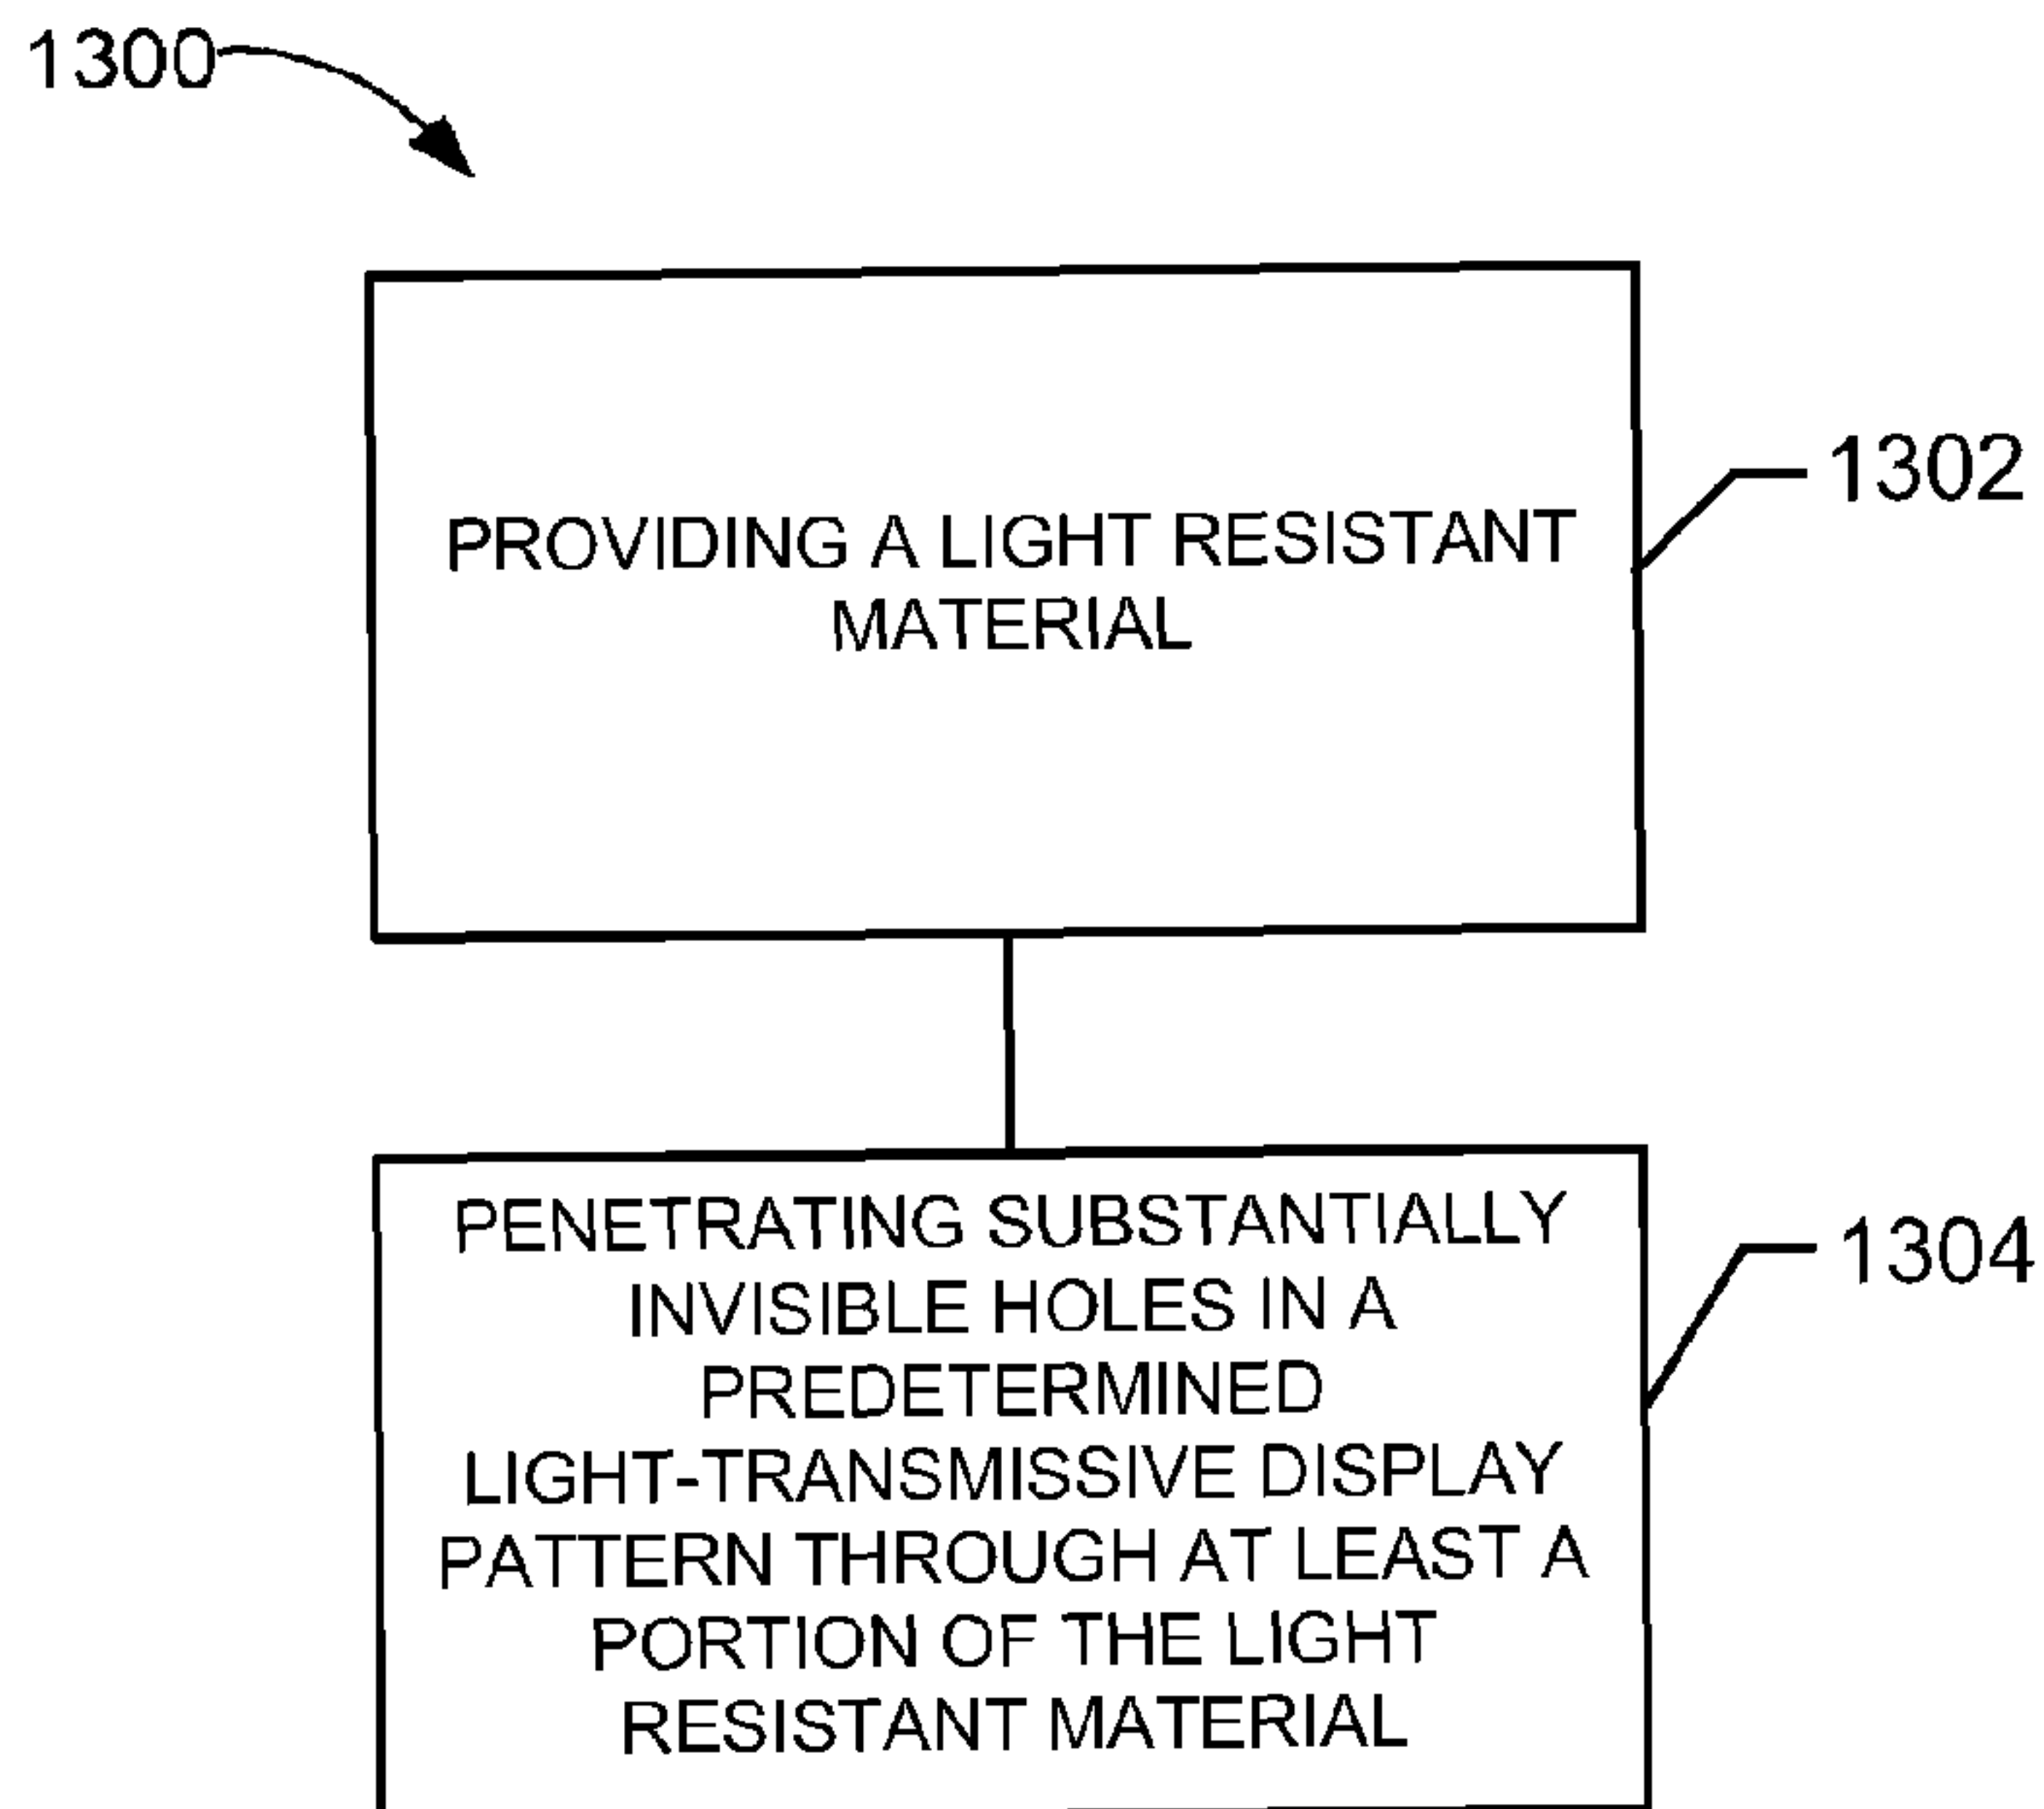 1300
PROVIDING A LIGHT RESISTANT
MATERIAL
1302
PENETRATING SUBSTANTIALLY
INVISIBLE HOLES IN A
PREDETERMINED
LIGHT-TRANSMISSIVE DISPLAY
PATTERN THROUGH AT LEAST A
PORTION OF THE LIGHT
RESISTANT MATERIAL
1304